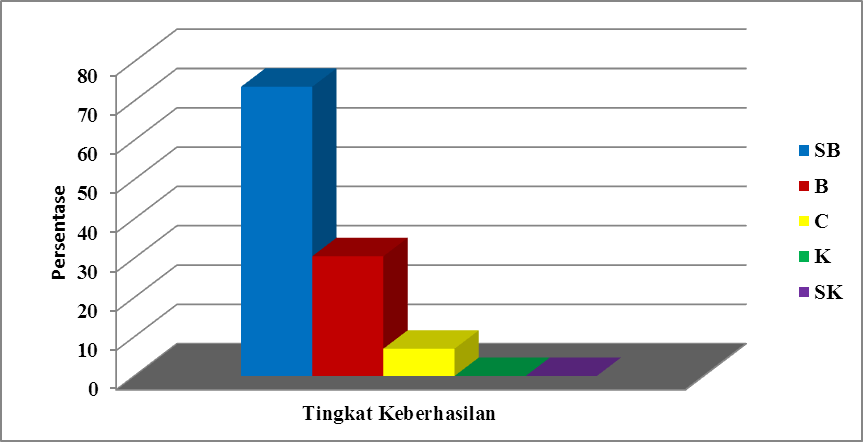 Persentase
80
70
60
50
40
30
20
10
0
Tingkat Keberhasilan
SB
B
C
K
SK